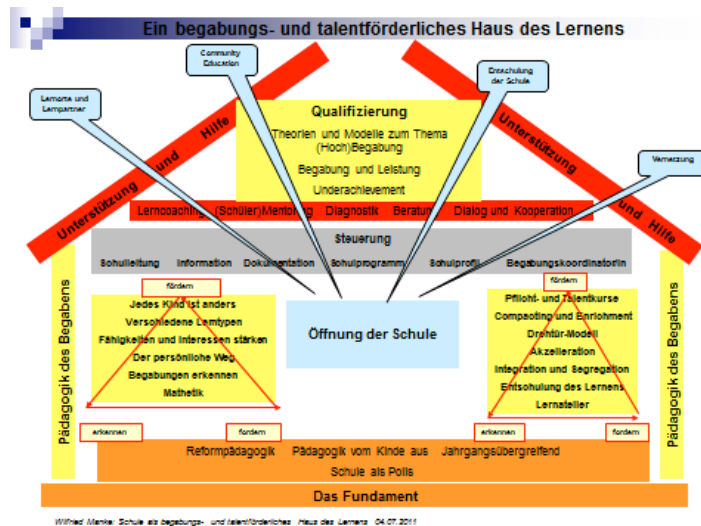 Ein begabungs- und talentförderliches Haus des Lernens
Community
Education
Entschulung
der Schule
Lernorte und
Lernpartner
Vernetzung
Unterstützung und Hilfe
Unterstützung und Hilfe
Qualifizierung
Theorien und Modelle zum Thema
(Hoch)Begabung
Begabung und Leistung
Underachievement
Lerncoaching (Schüler)Mentoring Diagnostik Beratung Dialog und Kooperation
Steuerung
Schulleitung Information Dokumentation Schulprogramm Schulprofil BegabungskoordinatorIn
Pädagogik des Begabens
fördern
Jedes Kind ist anders
Verschiedene Lerntypen
Fähigkeiten und Interessen stärken
Der persönliche Weg
Begabungen erkennen
Mathetik
erkennen
fordern
Öffnung der Schule
fördern
Pflicht- und Talentkurse
Compacting und Enrichment
Drehtür-Modell
Akzelleration
Integration und Segregation
Entschulung des Lernens
Lernatelier
erkennen
fordern
Pädagogik des Begabens
Reformpädagogik Pädagogik vom Kinde aus Jahrgangsübergreifend
Schule als Polis
Das Fundament
Wilfried Manke: Schule als begabungs- und talentförderliches Haus des Lernens 04.07.2011